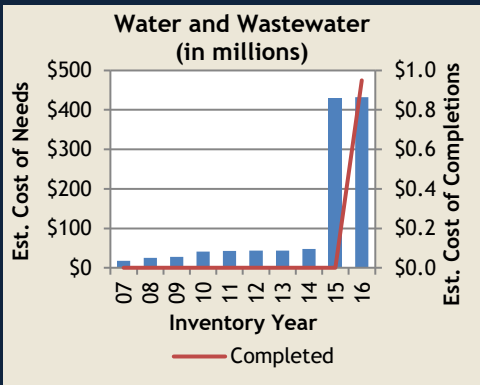 Water and Wastewater
(in millions)
Est. Cost of Needs
$500
$400
$300
$200
$100
$0
$1.0
$0.8
$0.6
$0.4
$0.2
$0.0
Est. Cost of Completions
07 08 09 10 11 12 13 14 15 16
Inventory Year
Completed